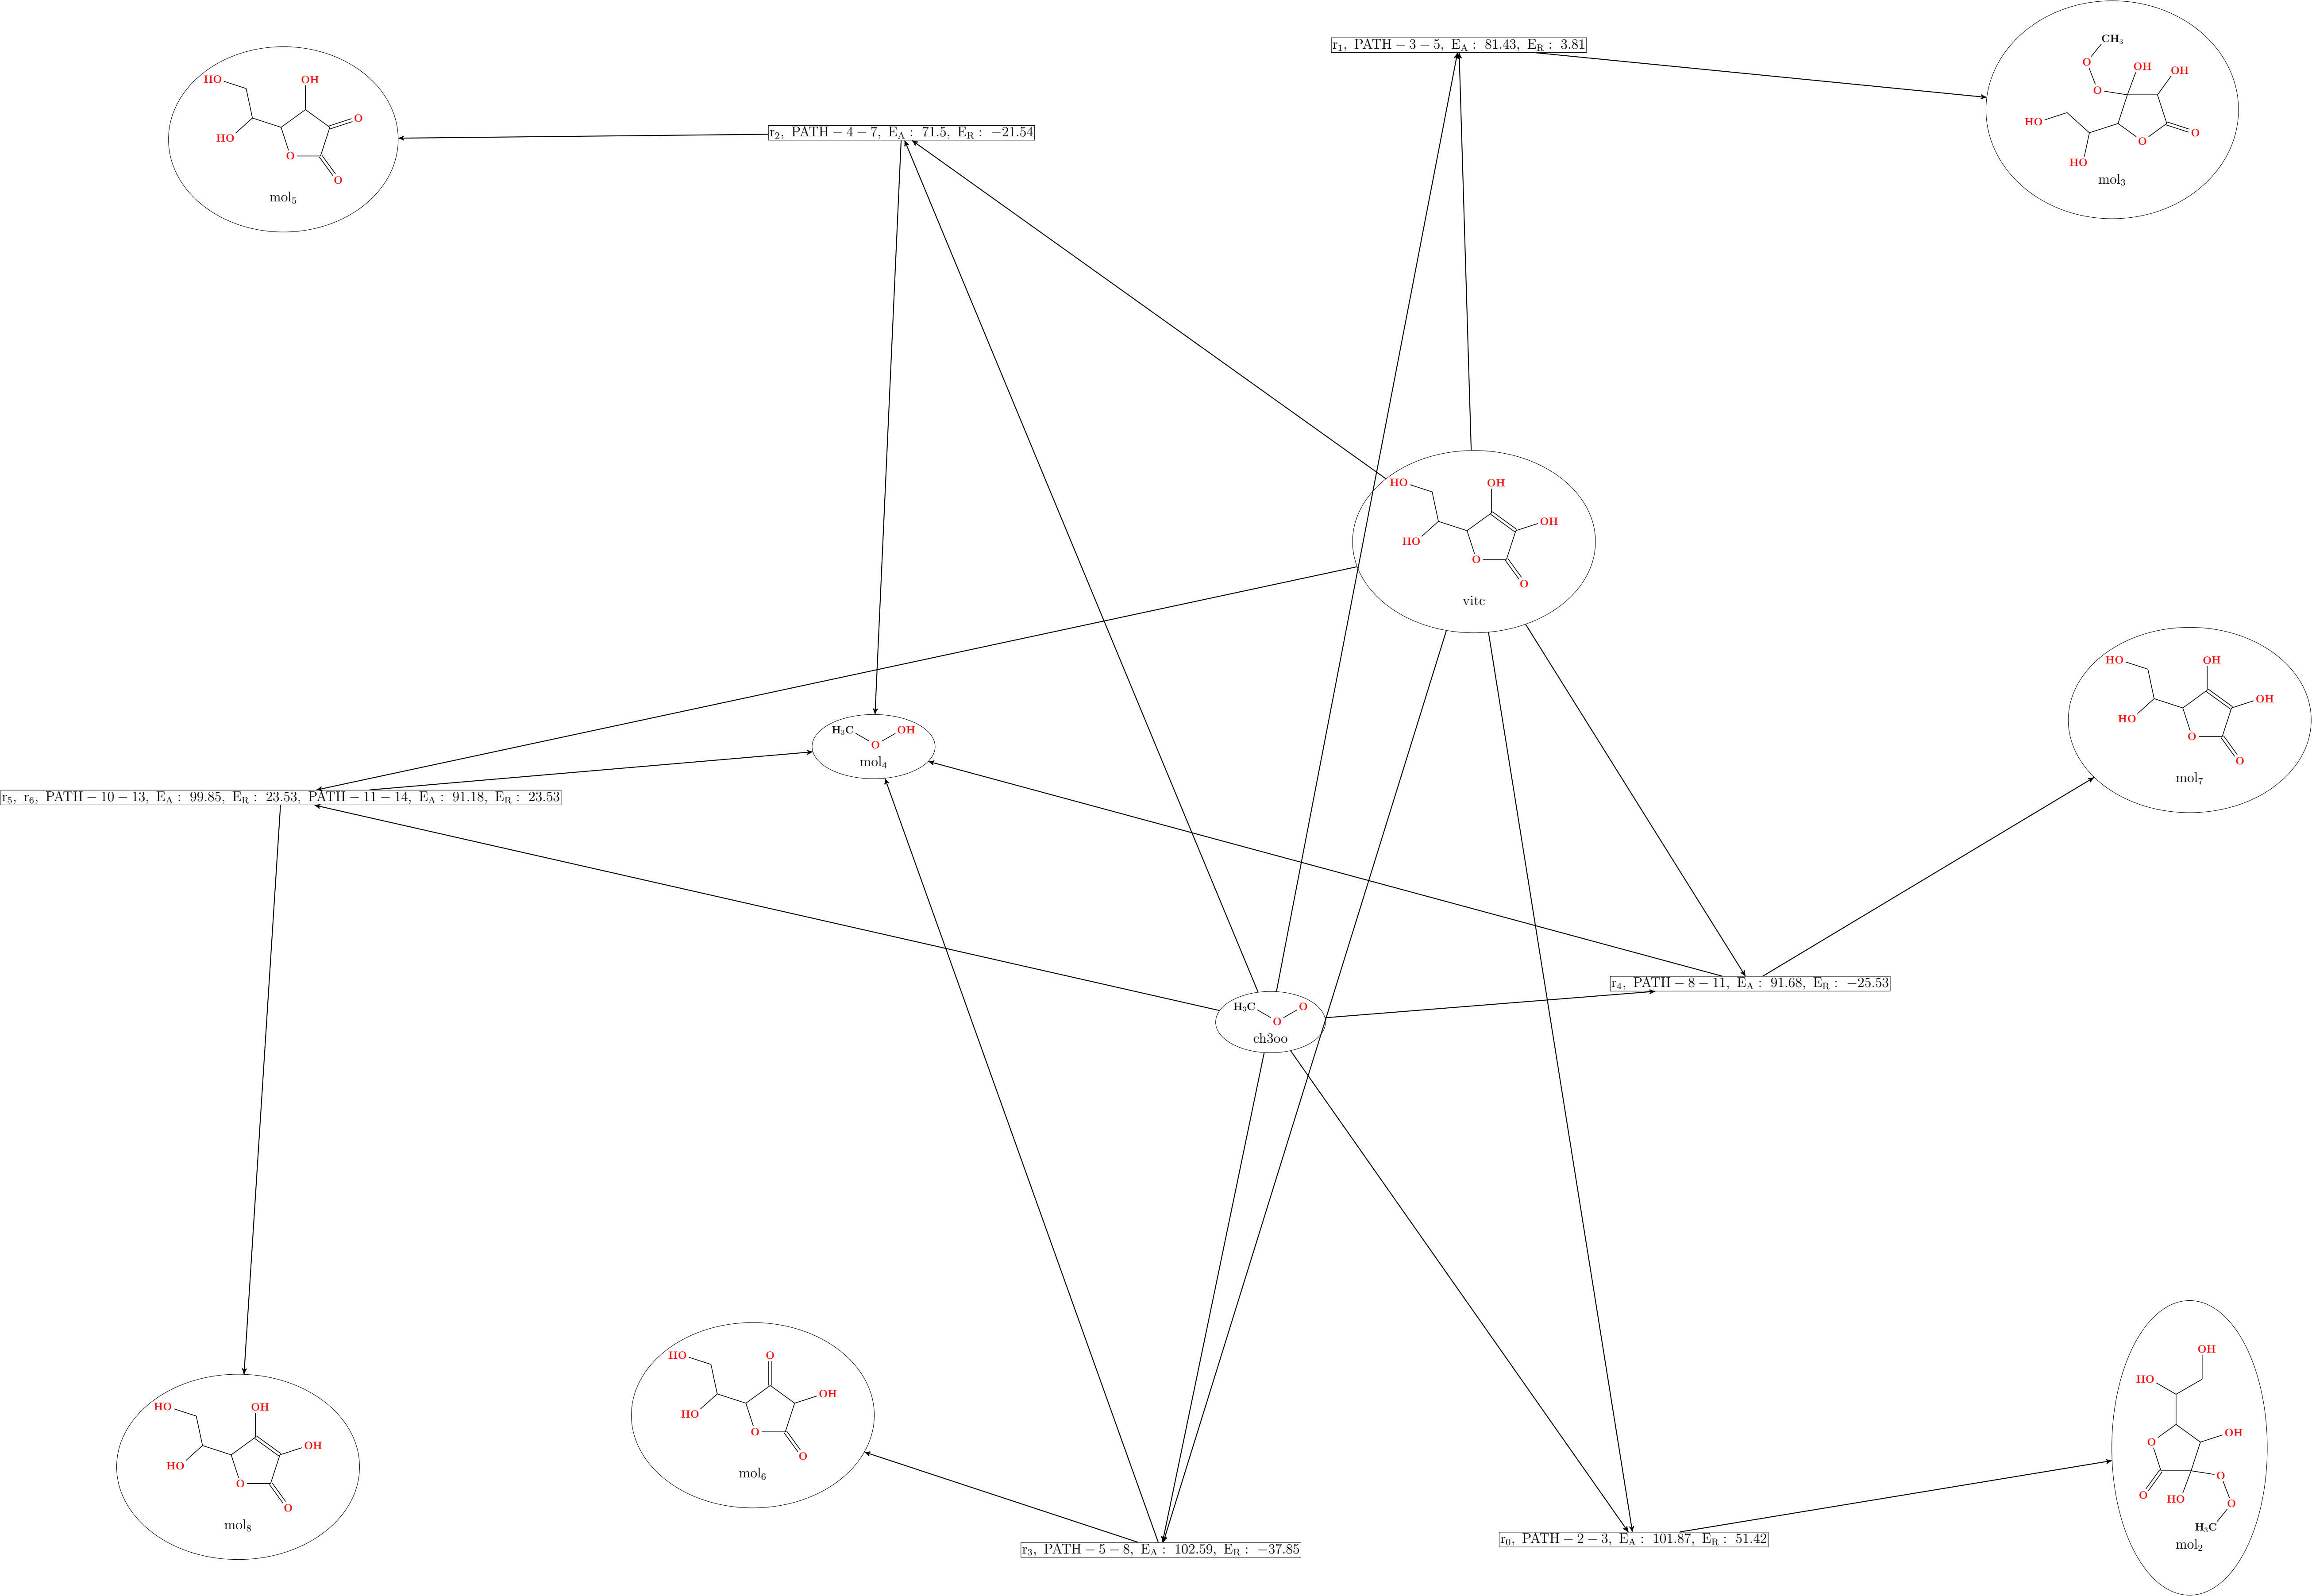 r₁, PATH − 3 − 5, E_A : 81.43, E_R : 3.81
CH₃
O
OH
OH
O
HO
O
O
HO
mol₃
HO
OH
O
HO
O
O
mol₅
r₂, PATH − 4 − 7, E_A : 71.5, E_R : −21.54
HO
OH
OH
HO
O
O
vitc
HO
OH
OH
HO
O
O
mol₇
H₃C
OH
O
mol₄
r₅, r₆, PATH − 10 − 13, E_A : 99.85, E_R : 23.53, PATH − 11 − 14, E_A : 91.18, E_R : 23.53
r₄, PATH − 8 − 11, E_A : 91.68, E_R : −25.53
H₃C
O
O
ch3oo
HO
OH
OH
HO
O
O
mol₈
HO
O
OH
HO
O
O
mol₆
OH
HO
O
OH
O
O
HO
O
H₃C
mol₂
r₃, PATH − 5 − 8, E_A : 102.59, E_R : −37.85
r₀, PATH − 2 − 3, E_A : 101.87, E_R : 51.42